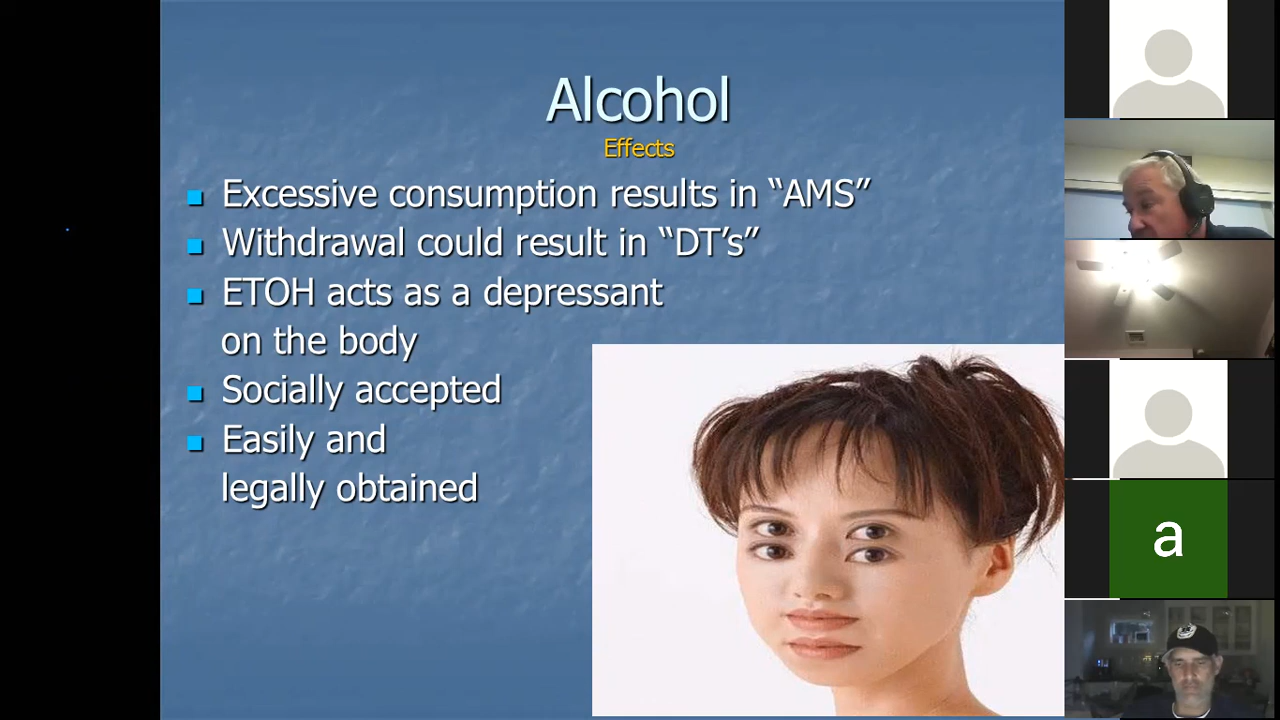 Alcohol
Effects
Excessive consumption results in “AMS”
Withdrawal could result in “DT’s”
ETOH acts as a depressant
on the body
Socially accepted
Easily and
legally obtained
a